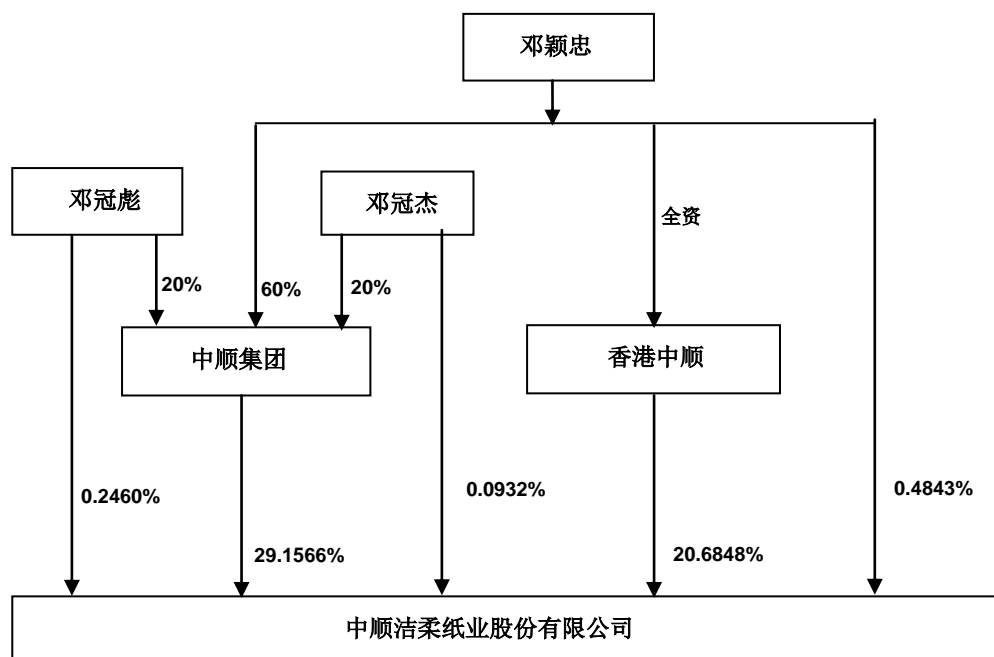 邓颖忠
邓冠彪
邓冠杰
全资
20%
60%
20%
中顺集团
香港中顺
0.2460%
0.0932%
0.4843%
29.1566%
20.6848%
中顺洁柔纸业股份有限公司